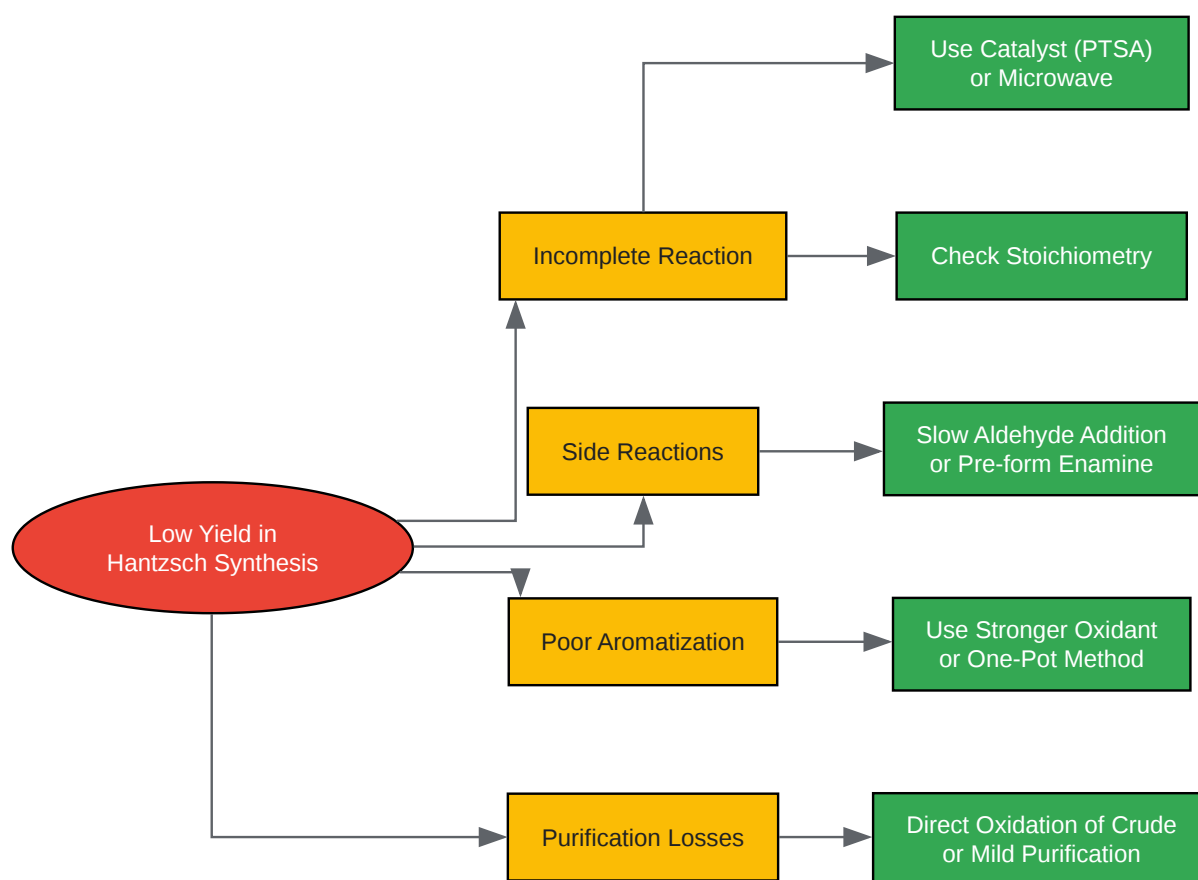 Use Catalyst (PTSA)
or Microwave
Incomplete Reaction
Check Stoichiometry
Slow Aldehyde Addition
or Pre-form Enamine
Side Reactions
Low Yield in
Hantzsch Synthesis
Use Stronger Oxidant
or One-Pot Method
Poor Aromatization
Direct Oxidation of Crude
or Mild Purification
Purification Losses